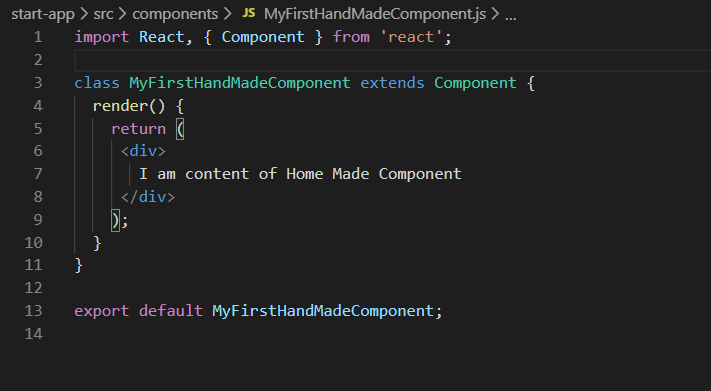 start-app > src > components > JS MyFirstHandMadeComponent.js > ...
1 import React, { Component } from 'react';
2
3 class MyFirstHandMadeComponent extends Component {
4 render() {
5 return (
6 <div>
7 I am content of Home Made Component
8 </div>
9 );
10 }
11 }
12
13 export default MyFirstHandMadeComponent;
14